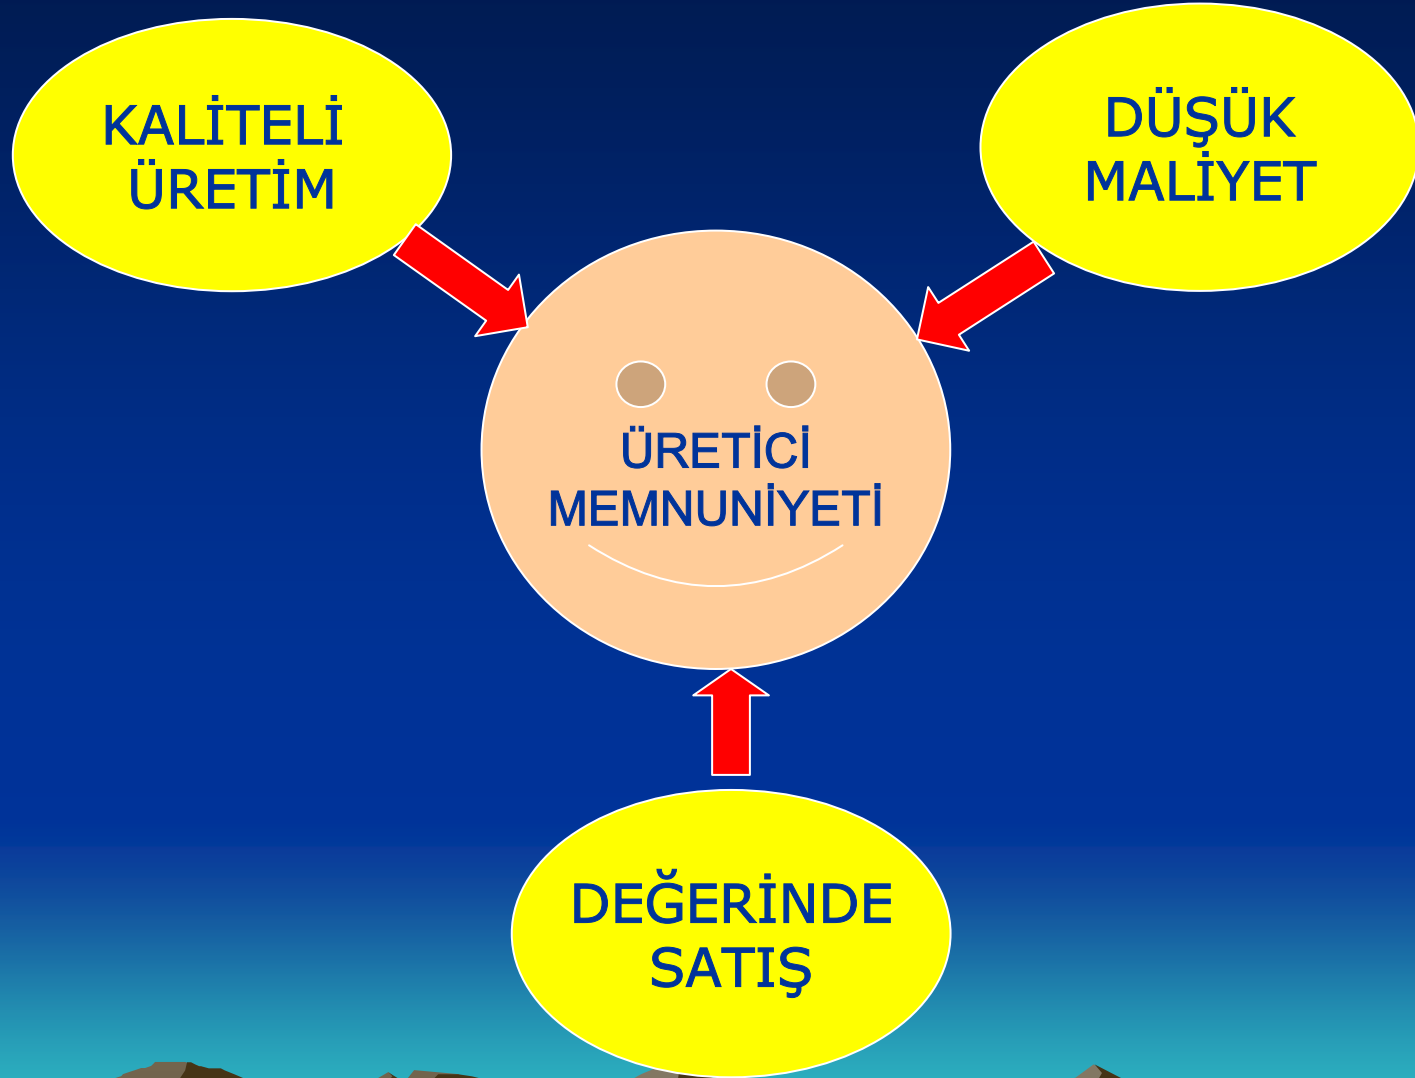 KALİTELİ
ÜRETİM
DÜŞÜK
MALİYET
ÜRETİCİ
MEMNUNİYETİ
DEĞERİNDE
SATIŞ